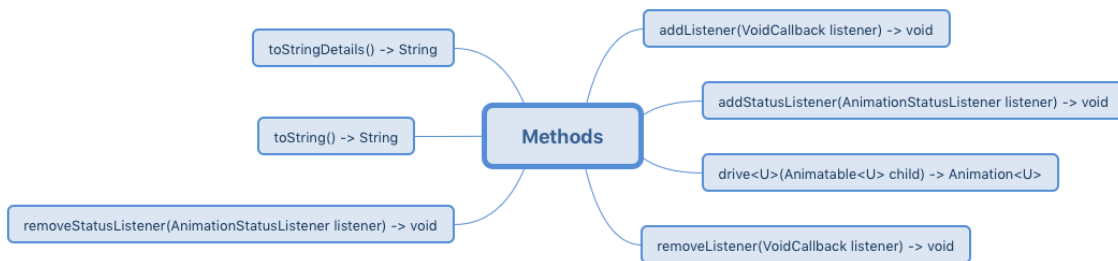 toStringDetails() -> String
toString() -> String
removeStatusListener(AnimationStatusListener listener) -> void
Methods
addListener(VoidCallback listener) -> void
addStatusListener(AnimationStatusListener listener) -> void
drive<U>(Animatable<U> child) -> Animation<U>
removeListener(VoidCallback listener) -> void